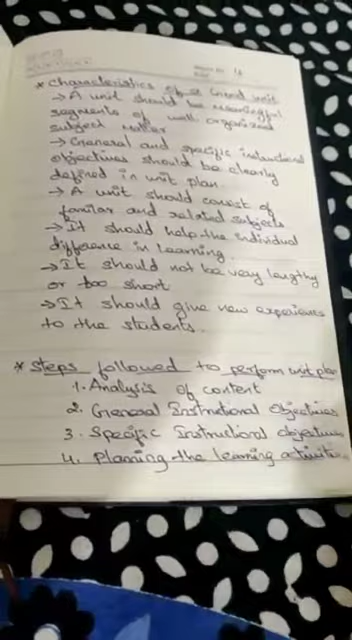 * Characteristics of a Good unit
→ A unit should be meaningful
segments of well organized
subject matter
→ General and specific instructional
objectives should be clearly
defined in unit plan.
→ A unit should consist of
familiar and related subjects
→ It should help the individual
difference in learning.
→ It should not be very lengthy
or too short
→ It should give new experiences
to the students.
* Steps followed to perform unit plan
1. Analysis of content
2. General Instructional Objectives
3. Specific Instructional objectives
4. Planning the learning activities